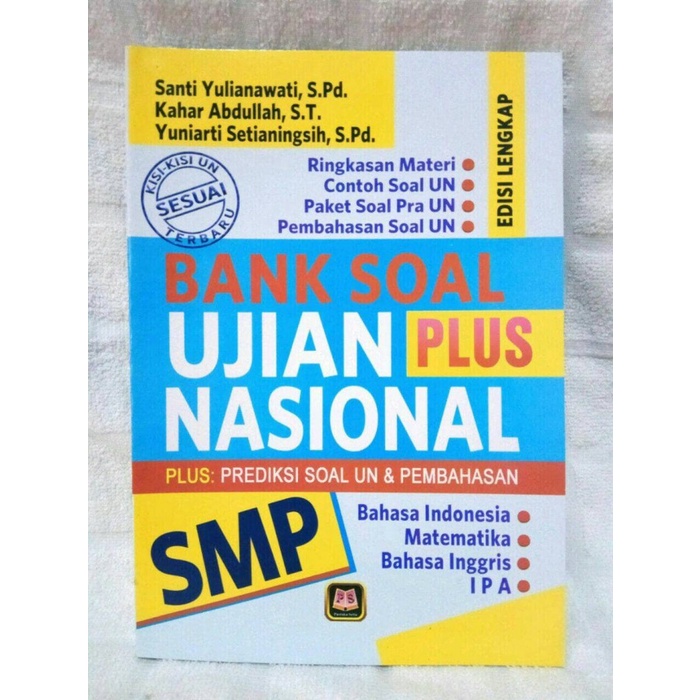 Santi Yulianawati, S.Pd.
Kahar Abdullah, S.T.
Yuniarti Setianingsih, S.Pd.
EDISI LENGKAP
KISI-KISI UN
SESUAI
TERBARU
Ringkasan Materi
Contoh Soal UN
Paket Soal Pra UN
Pembahasan Soal UN
BANK SOAL
UJIAN PLUS
NASIONAL
PLUS: PREDIKSI SOAL UN & PEMBAHASAN
SMP
Bahasa Indonesia
Matematika
Bahasa Inggris
I P A
PS